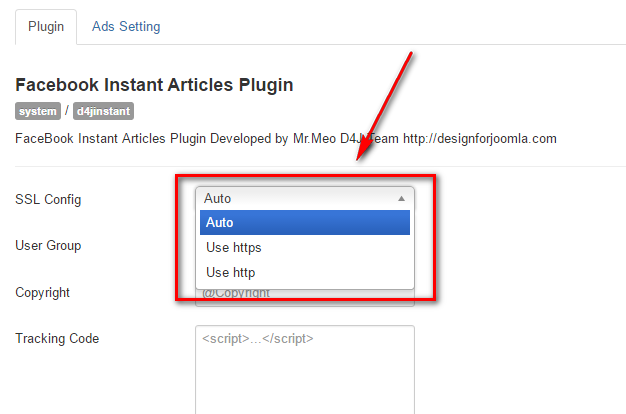 Plugin Ads Setting
Facebook Instant Articles Plugin
system / d4jinstant
FaceBook Instant Articles Plugin Developed by Mr.Meo D4J Team http://designforjoomla.com
SSL Config Auto
Auto
User Group Use https
Use http
Copyright @Copyright
Tracking Code <script>...</script>